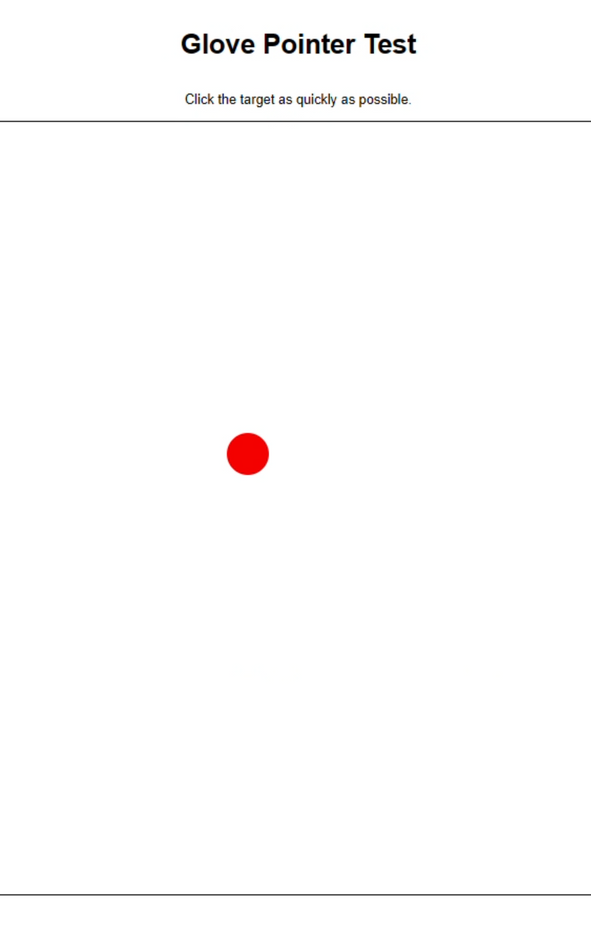 Glove Pointer Test
Click the target as quickly as possible.